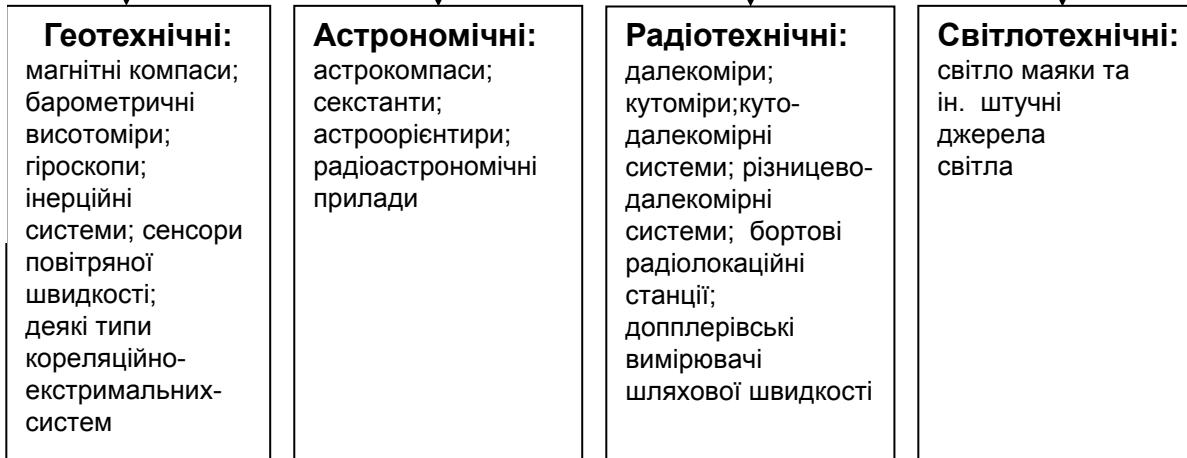 Геотехнічні:
магнітні компаси;
барометричні
висотоміри;
гіроскопи;
інерційні
системи; сенсори
повітряної
швидкості;
деякі типи
кореляційно-
екстримальних-
систем
Астрономічні:
астрокомпаси;
секстанти;
астроорієнтири;
радіоастрономічні
прилади
Радіотехнічні:
далекоміри;
кутоміри;куто-
далекомірні
системи; різницево-
далекомірні
системи;  бортові
радіолокаційні
станції;
допплерівські
вимірювачі
шляхової швидкості
Світлотехнічні:
світло маяки та
ін.  штучні
джерела
світла